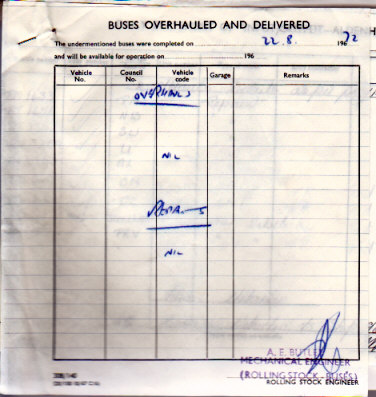 BUSES OVERHAULED AND DELIVERED
The undermentioned buses were completed on 22.8. 1972
and will be available for operation on 196
Vehicle No. Council No. Vehicle code Garage Remarks
OVERHAULS
NIL
REPAIRS
NIL
A. E. BUTLER
MECHANICAL ENGINEER
(ROLLING STOCK - BUSES)
ROLLING STOCK ENGINEER